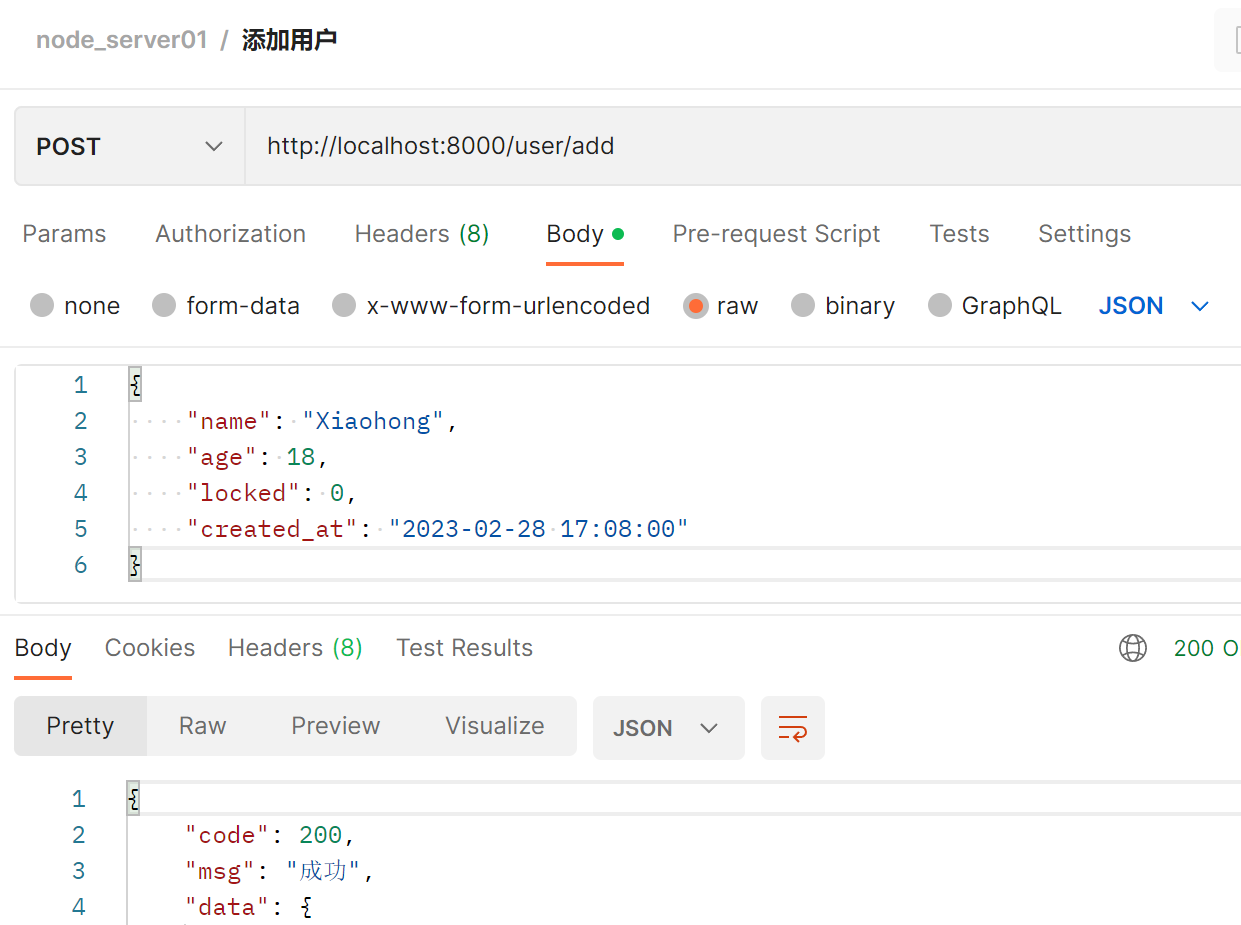 node_server01 / 添加用户
POST http://localhost:8000/user/add
Params Authorization Headers (8) Body Pre-request Script Tests Settings
none form-data x-www-form-urlencoded raw binary GraphQL JSON
1 {
2 "name": "Xiaohong",
3 "age": 18,
4 "locked": 0,
5 "created_at": "2023-02-28 17:08:00"
6 }
Body Cookies Headers (8) Test Results 200 O
Pretty Raw Preview Visualize JSON
1 {
2 "code": 200,
3 "msg": "成功",
4 "data": {